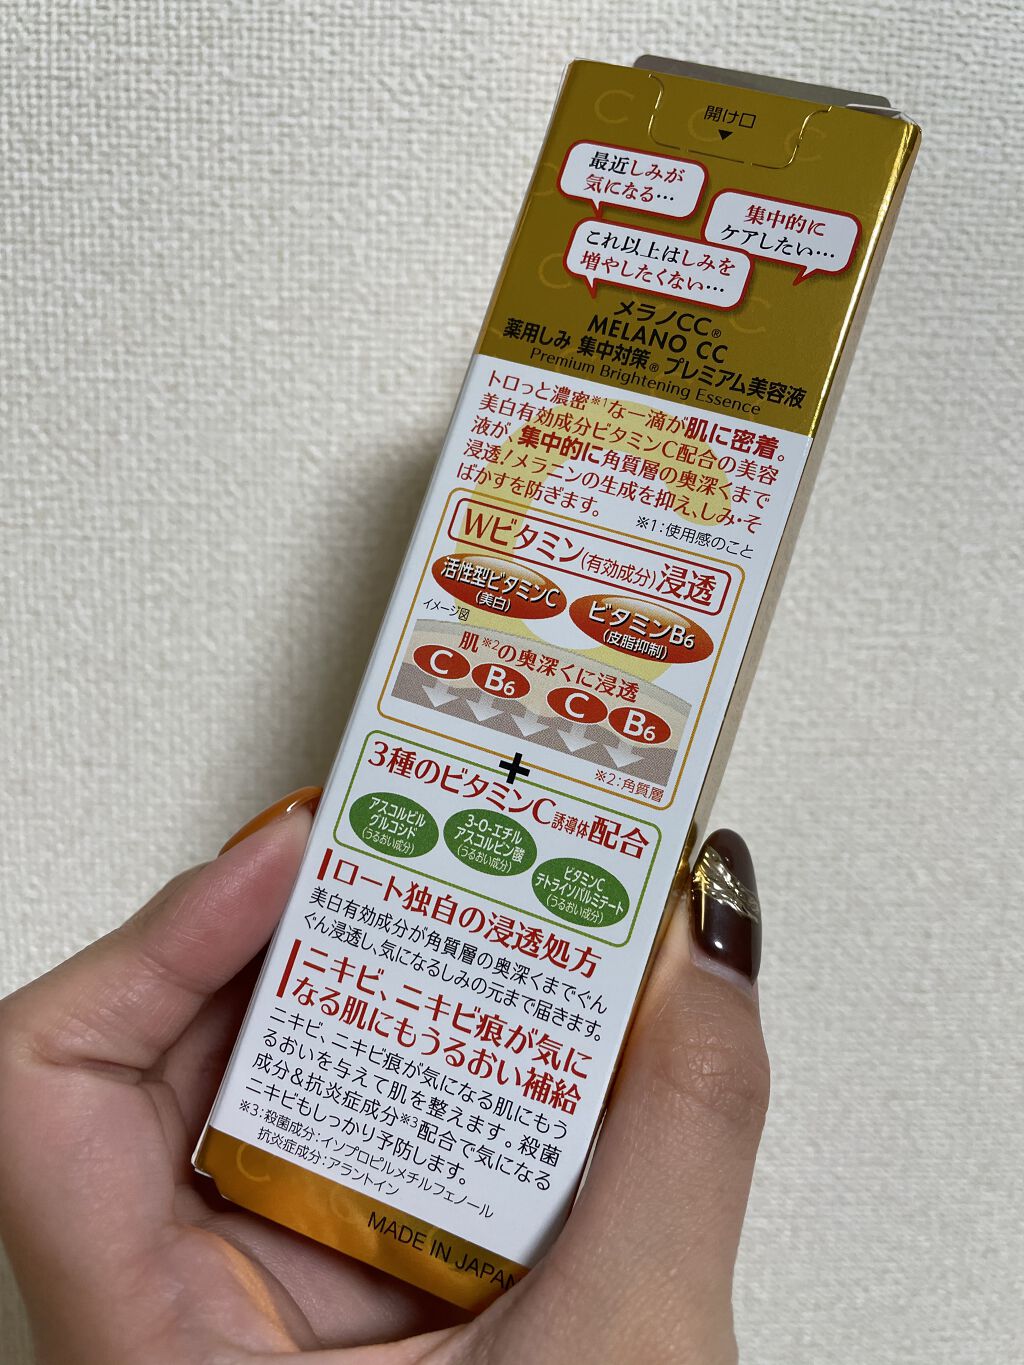 開け口
▼
最近しみが
気になる…
集中的に
ケアしたい…
これ以上はしみを
増やしたくない…
メラノCC®
MELANO CC
薬用しみ 集中対策® プレミアム美容液
Premium Brightening Essence
トロっと濃密※1な一滴が肌に密着。
美白有効成分ビタミンC配合の美容
液が、集中的に角質層の奥深くまで
浸透!メラニンの生成を抑え、しみ・そ
ばかすを防ぎます。
※1:使用感のこと
Wビタミン(有効成分)浸透
活性型ビタミンC
(美白)
ビタミンB6
(皮脂抑制)
イメージ図
肌※2の奥深くに浸透
C B6 C B6
※2:角質層
+
3種のビタミンC誘導体配合
アスコルビル
グルコシド
(うるおい成分)
3-O-エチル
アスコルビン酸
(うるおい成分)
ビタミンC
テトライソパルミテート
(うるおい成分)
ロート独自の浸透処方
美白有効成分が角質層の奥深くまでぐん
ぐん浸透し、気になるしみの元まで届きます。
ニキビ、ニキビ痕が気に
なる肌にもうるおい補給
ニキビ、ニキビ痕が気になる肌にもう
るおいを与えて肌を整えます。殺菌
成分&抗炎症成分※3配合で気になる
ニキビもしっかり予防します。
※3:殺菌成分:イソプロピルメチルフェノール
抗炎症成分:アラントイン
MADE IN JAPAN